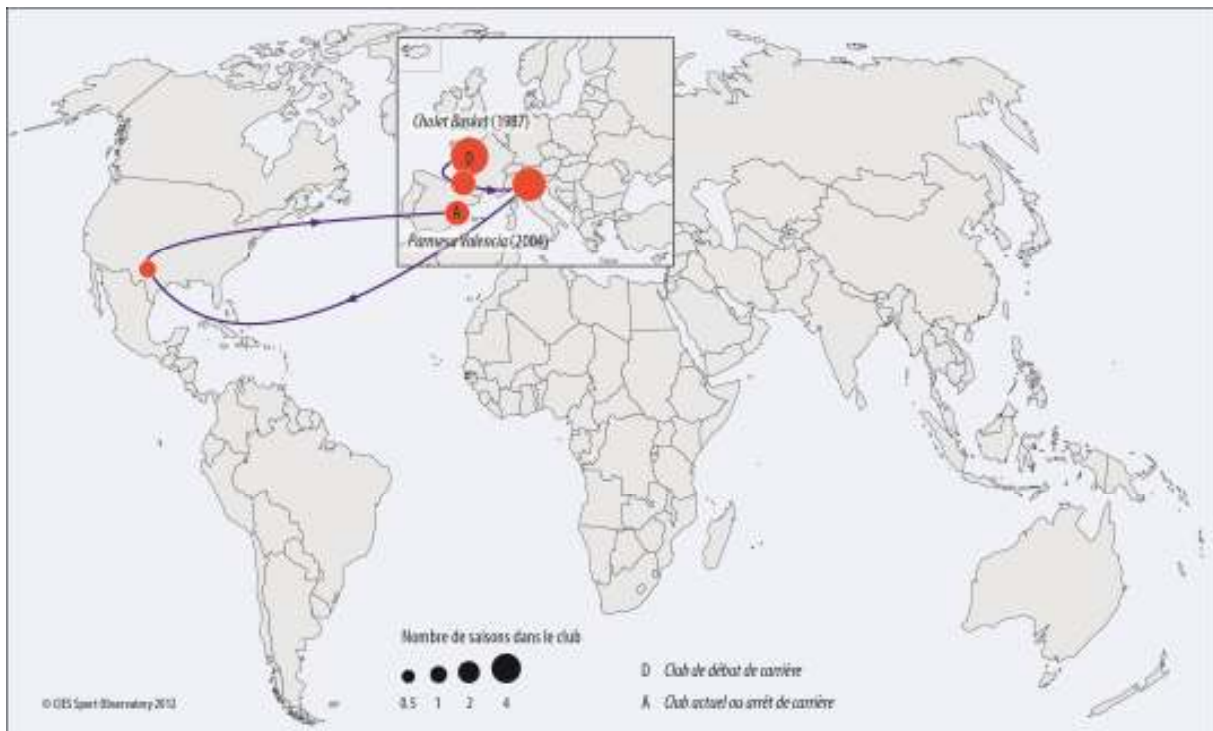 Cholet Basket (1987)
D
A
Pamesa Valencia (2004)
Nombre de saisons dans le club
0.5 1 2 4
D Club de début de carrière
A Club actuel ou arrêt de carrière
© CIES Sport Observatory 2012